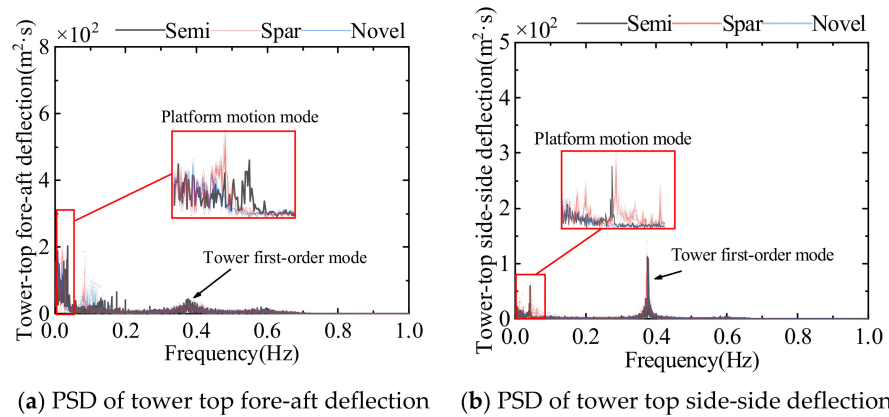 Semi Spar Novel
×10²
Tower-top fore-aft deflection(m²·s)
8
6
4
2
0
Platform motion mode
Tower first-order mode
0.0 0.2 0.4 0.6 0.8 1.0
Frequency(Hz)
(a) PSD of tower top fore-aft deflection
Semi Spar Novel
×10²
Tower-top side-side deflection(m²·s)
5
4
3
2
1
0
Platform motion mode
Tower first-order mode
0.0 0.2 0.4 0.6 0.8 1.0
Frequency(Hz)
(b) PSD of tower top side-side deflection